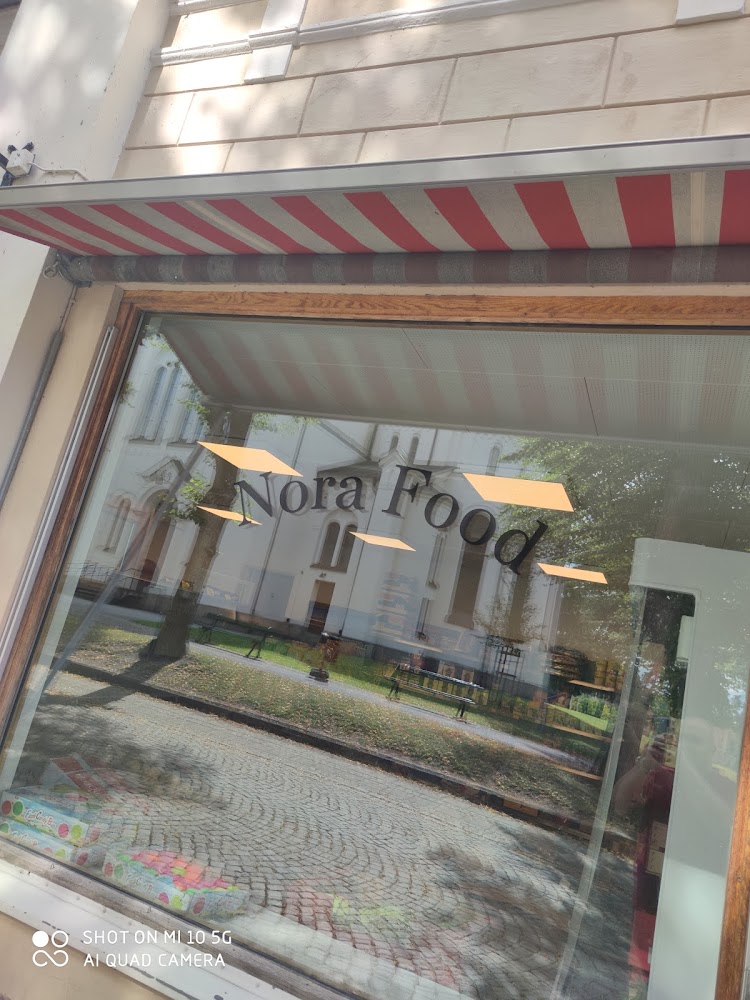 Nora Food
SHOT ON MI 10 5G
AI QUAD CAMERA